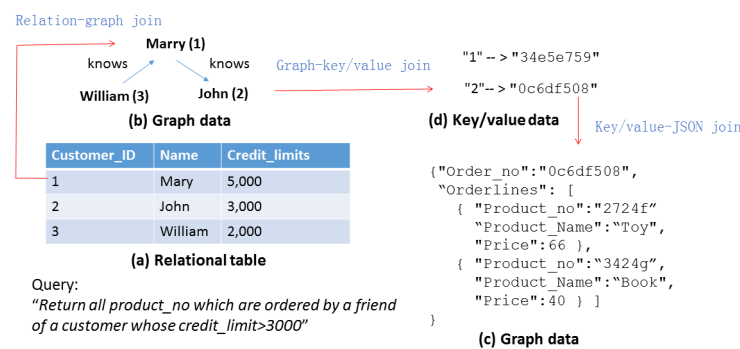 Relation-graph join
Marry (1)
knows
knows
William (3)
John (2)
(b) Graph data
Graph-key/value join
"1"-- > "34e5e759"
"2"-- > "0c6df508"
(d) Key/value data
Key/value-JSON join
Customer_ID Name Credit_limits
1 Mary 5,000
2 John 3,000
3 William 2,000
(a) Relational table
Query:
“Return all product_no which are ordered by a friend
of a customer whose credit_limit>3000”
{"Order_no":"0c6df508",
“Orderlines": [
{ "Product_no":"2724f”
“Product_Name":“Toy",
"Price":66 },
{ "Product_no":“3424g”,
"Product_Name":“Book",
"Price":40 } ]
}
(c) Graph data